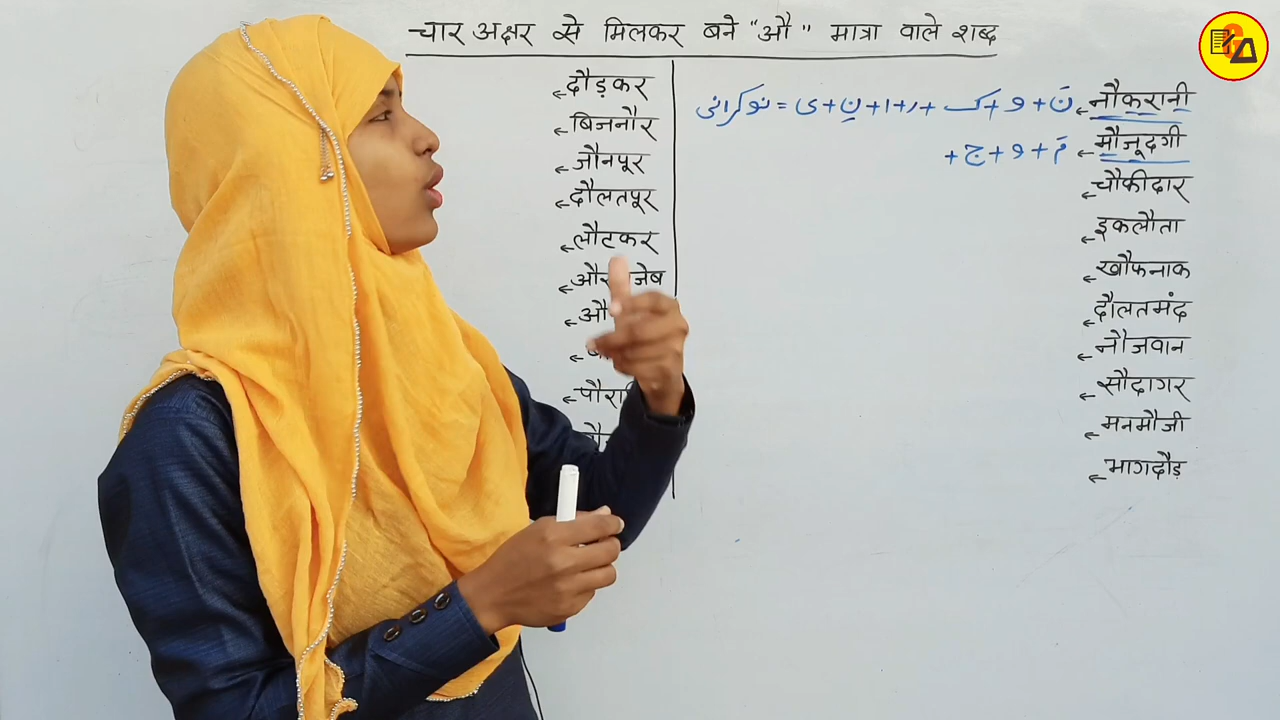 चार अक्षर से मिलकर बने "औ" मात्रा वाले शब्द
दौड़कर
बिजनौर
जौनपूर
दौलतपूर
लौटकर
नौकरानी ← نَ + و + ک + ر + ا + نِ + ی = نوکرانی
मौजूदगी ← مَ + و + ج +
चौकीदार
इकलौता
खौफनाक
दौलतमंद
नौजवान
सौदागर
मनमौजी
भागदौड़